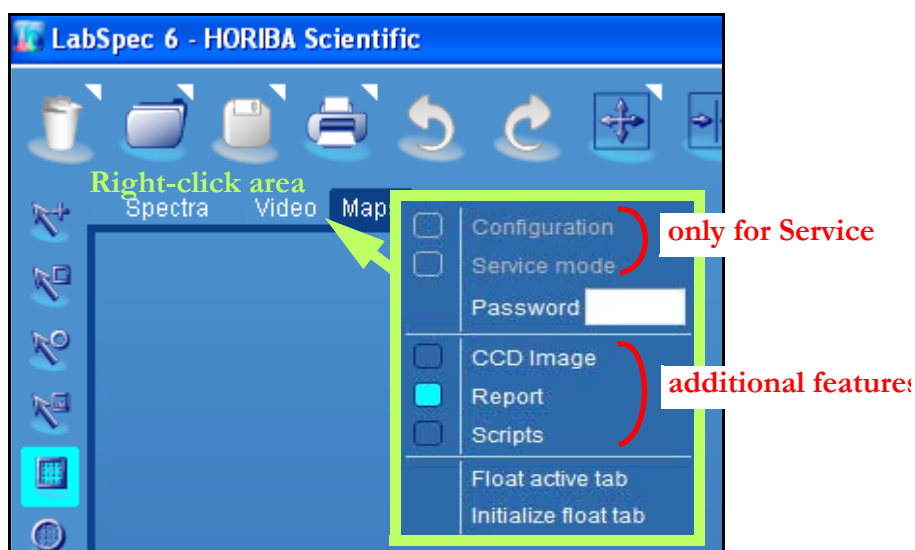 LabSpec 6 - HORIBA Scientific
Right-click area
Spectra Video Maps
Configuration
only for Service
Service mode
Password
CCD Image
Report
additional features
Scripts
Float active tab
Initialize float tab